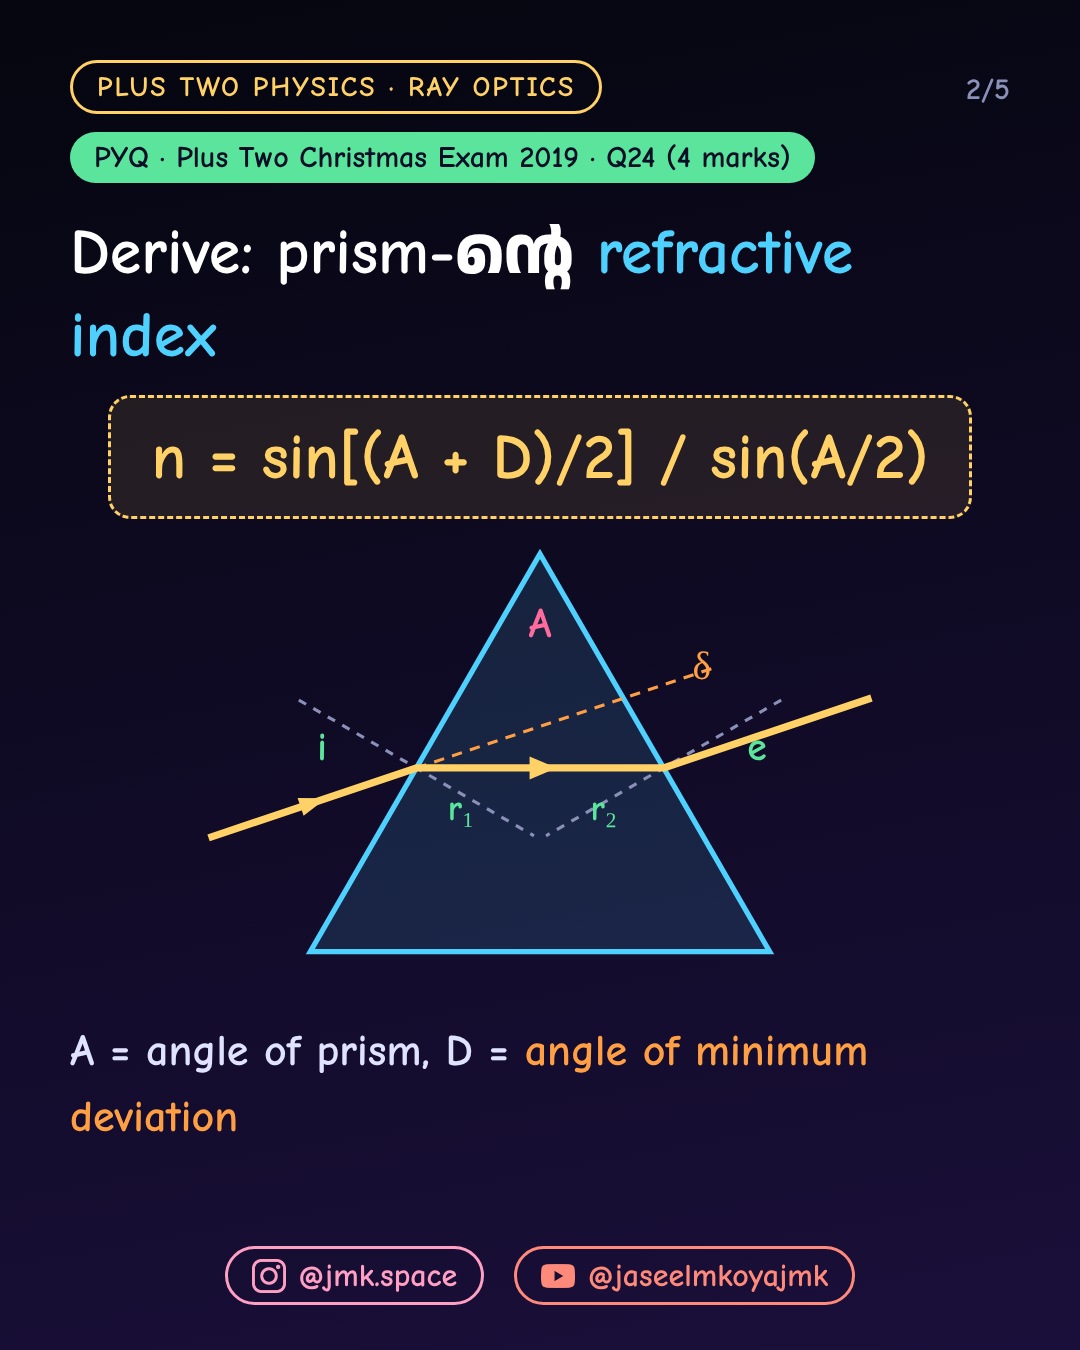 PLUS TWO PHYSICS · RAY OPTICS
2/5
PYQ · Plus Two Christmas Exam 2019 · Q24 (4 marks)
Derive: prism-ന്റെ refractive
index
n = sin[(A + D)/2] / sin(A/2)
A
δ
i
e
r₁
r₂
A = angle of prism, D = angle of minimum
deviation
@jmk.space
@jaseelmkoyajmk